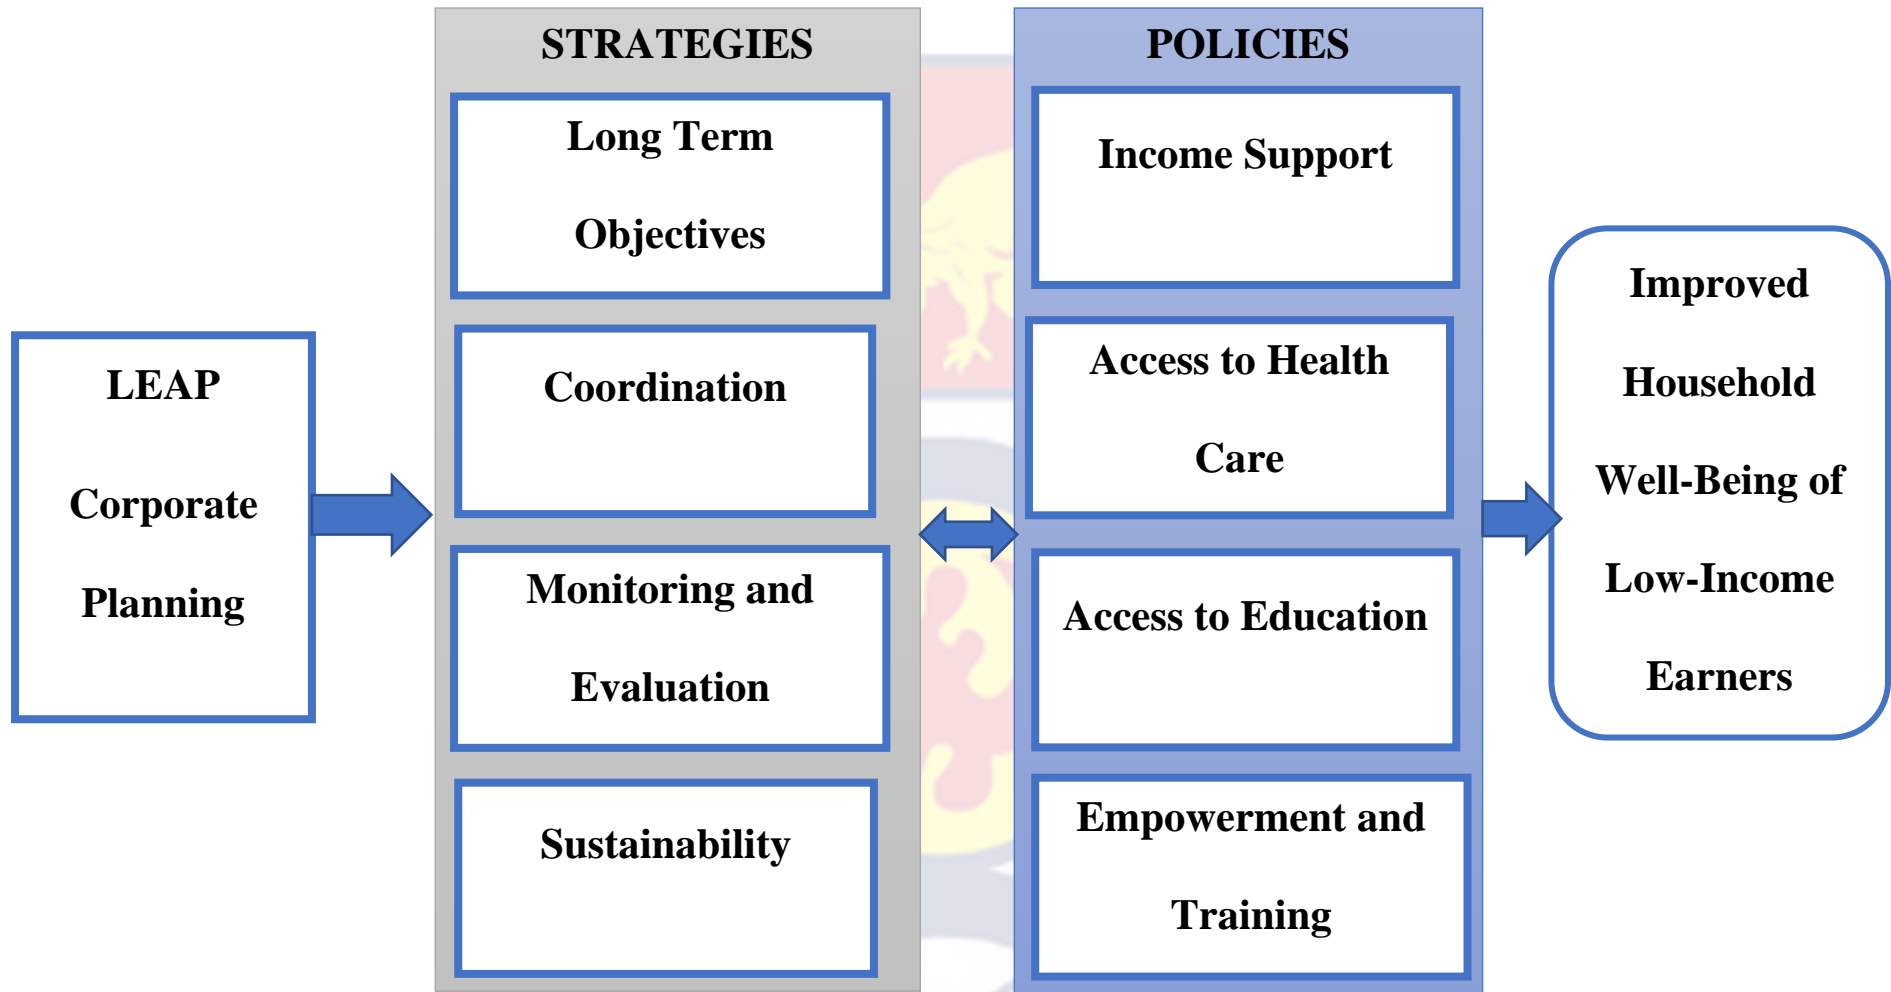 LEAP
Corporate
Planning
STRATEGIES
Long Term
Objectives
Coordination
Monitoring and
Evaluation
Sustainability
POLICIES
Income Support
Access to Health
Care
Access to Education
Empowerment and
Training
Improved
Household
Well-Being of
Low-Income
Earners